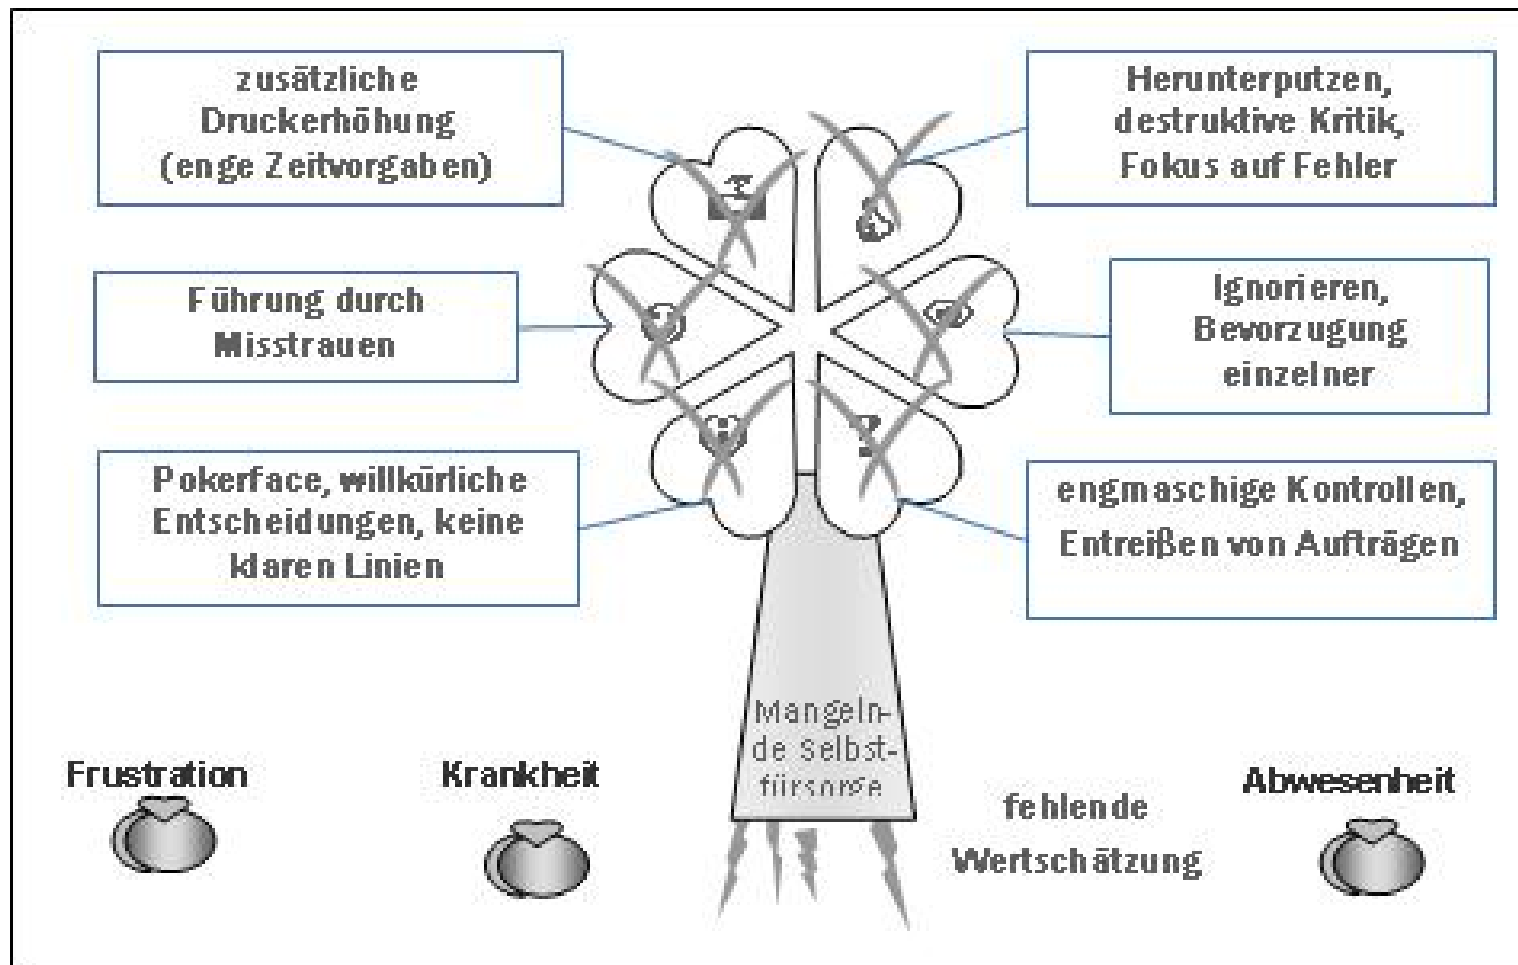 zusätzliche
Druckerhöhung
(enge Zeitvorgaben)
Herunterputzen,
destruktive Kritik,
Fokus auf Fehler
Führung durch
Misstrauen
Ignorieren,
Bevorzugung
einzelner
Pokerface, willkürliche
Entscheidungen, keine
klaren Linien
engmaschige Kontrollen,
Entreißen von Aufträgen
Mangeln-
de Selbst-
fürsorge
Frustration
Krankheit
fehlende
Wertschätzung
Abwesenheit